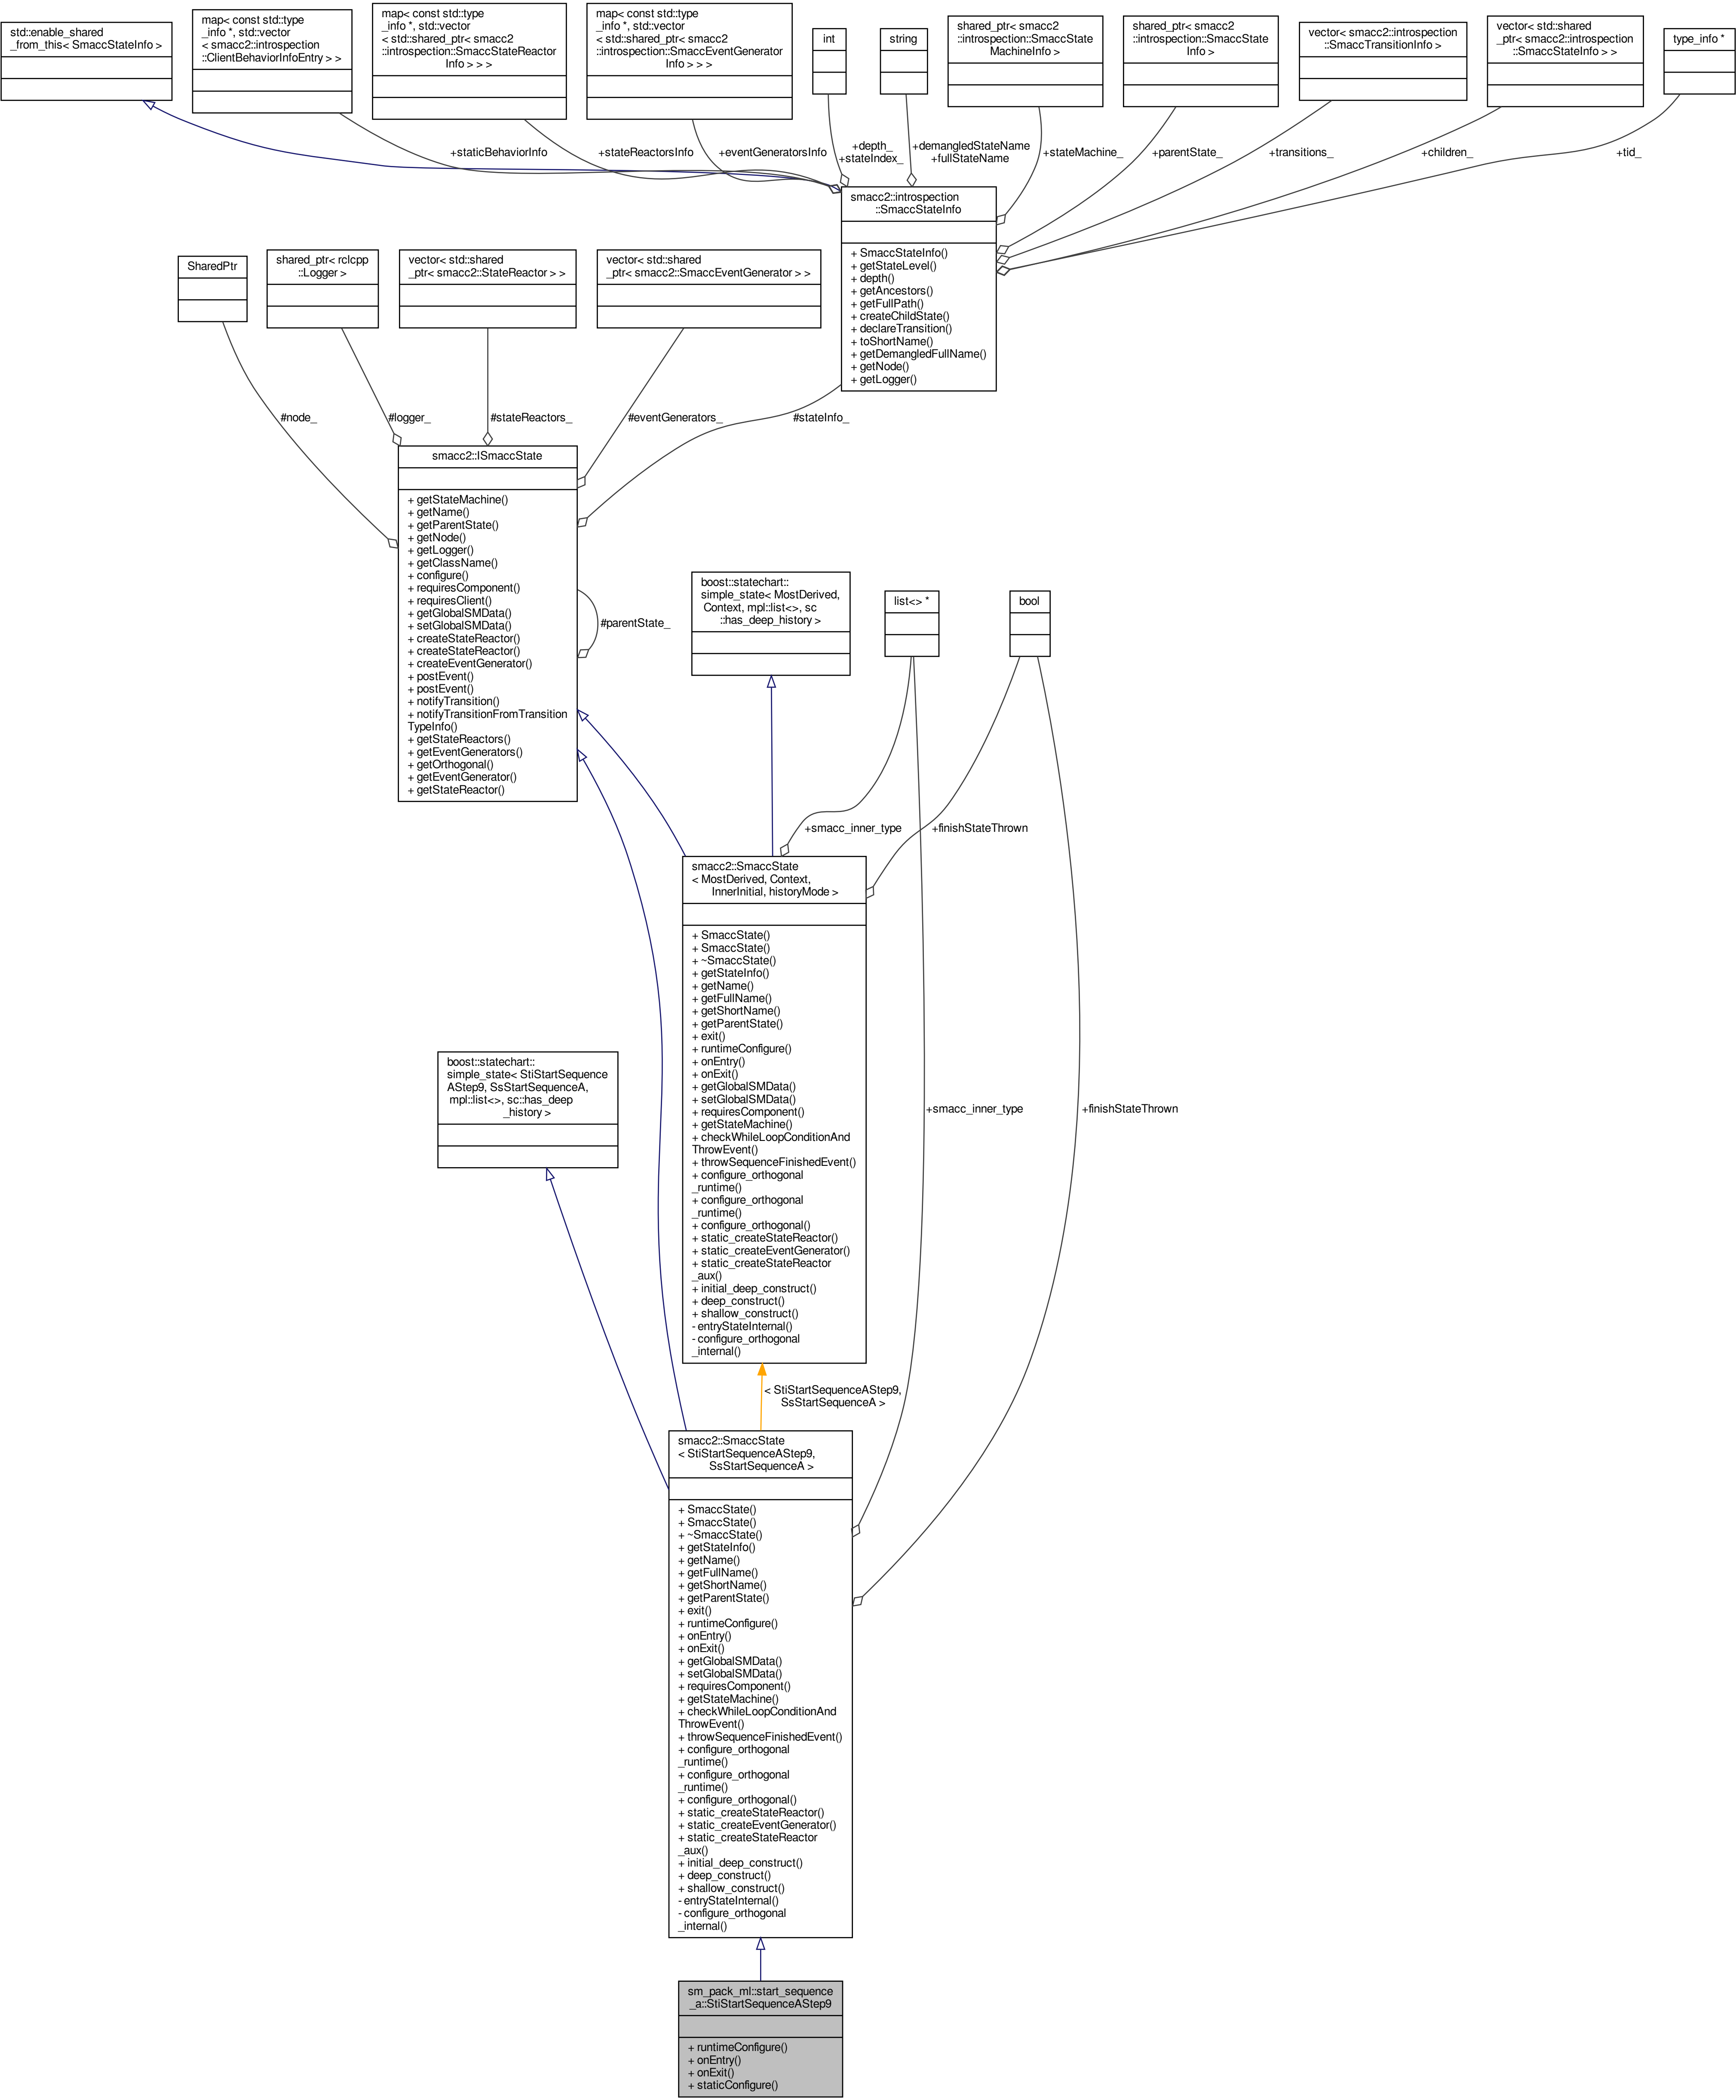 std::enable_shared
_from_this< SmaccStateInfo >
map< const std::type
_info *, std::vector
< smacc2::introspection
::ClientBehaviorInfoEntry > >
map< const std::type
_info *, std::vector
< std::shared_ptr< smacc2
::introspection::SmaccStateReactor
Info > > >
map< const std::type
_info *, std::vector
< std::shared_ptr< smacc2
::introspection::SmaccEventGenerator
Info > > >
int
string
shared_ptr< smacc2
::introspection::SmaccState
MachineInfo >
shared_ptr< smacc2
::introspection::SmaccState
Info >
vector< smacc2::introspection
::SmaccTransitionInfo >
vector< std::shared
_ptr< smacc2::introspection
::SmaccStateInfo > >
type_info *
+staticBehaviorInfo
+stateReactorsInfo
+eventGeneratorsInfo
+depth_
+stateIndex_
+demangledStateName
+fullStateName
+stateMachine_
+parentState_
+transitions_
+children_
+tid_
smacc2::introspection
::SmaccStateInfo
+ SmaccStateInfo()
+ getStateLevel()
+ depth()
+ getAncestors()
+ getFullPath()
+ createChildState()
+ declareTransition()
+ toShortName()
+ getDemangledFullName()
+ getNode()
+ getLogger()
SharedPtr
shared_ptr< rclcpp
::Logger >
vector< std::shared
_ptr< smacc2::StateReactor > >
vector< std::shared
_ptr< smacc2::SmaccEventGenerator > >
#node_
#logger_
#stateReactors_
#eventGenerators_
#stateInfo_
smacc2::ISmaccState
+ getStateMachine()
+ getName()
+ getParentState()
+ getNode()
+ getLogger()
+ getClassName()
+ configure()
+ requiresComponent()
+ requiresClient()
+ getGlobalSMData()
+ setGlobalSMData()
+ createStateReactor()
+ createStateReactor()
+ createEventGenerator()
+ postEvent()
+ postEvent()
+ notifyTransition()
+ notifyTransitionFromTransition
TypeInfo()
+ getStateReactors()
+ getEventGenerators()
+ getOrthogonal()
+ getEventGenerator()
+ getStateReactor()
#parentState_
boost::statechart::
simple_state< MostDerived,
Context, mpl::list<>, sc
::has_deep_history >
list<> *
bool
+smacc_inner_type
+finishStateThrown
smacc2::SmaccState
< MostDerived, Context,
InnerInitial, historyMode >
+ SmaccState()
+ SmaccState()
+ ~SmaccState()
+ getStateInfo()
+ getName()
+ getFullName()
+ getShortName()
+ getParentState()
+ exit()
+ runtimeConfigure()
+ onEntry()
+ onExit()
+ getGlobalSMData()
+ setGlobalSMData()
+ requiresComponent()
+ getStateMachine()
+ checkWhileLoopConditionAnd
ThrowEvent()
+ throwSequenceFinishedEvent()
+ configure_orthogonal
_runtime()
+ configure_orthogonal
_runtime()
+ configure_orthogonal()
+ static_createStateReactor()
+ static_createEventGenerator()
+ static_createStateReactor
_aux()
+ initial_deep_construct()
+ deep_construct()
+ shallow_construct()
- entryStateInternal()
- configure_orthogonal
_internal()
boost::statechart::
simple_state< StiStartSequence
AStep9, SsStartSequenceA,
mpl::list<>, sc::has_deep
_history >
+smacc_inner_type
+finishStateThrown
< StiStartSequenceAStep9,
SsStartSequenceA >
smacc2::SmaccState
< StiStartSequenceAStep9,
SsStartSequenceA >
+ SmaccState()
+ SmaccState()
+ ~SmaccState()
+ getStateInfo()
+ getName()
+ getFullName()
+ getShortName()
+ getParentState()
+ exit()
+ runtimeConfigure()
+ onEntry()
+ onExit()
+ getGlobalSMData()
+ setGlobalSMData()
+ requiresComponent()
+ getStateMachine()
+ checkWhileLoopConditionAnd
ThrowEvent()
+ throwSequenceFinishedEvent()
+ configure_orthogonal
_runtime()
+ configure_orthogonal
_runtime()
+ configure_orthogonal()
+ static_createStateReactor()
+ static_createEventGenerator()
+ static_createStateReactor
_aux()
+ initial_deep_construct()
+ deep_construct()
+ shallow_construct()
- entryStateInternal()
- configure_orthogonal
_internal()
sm_pack_ml::start_sequence
_a::StiStartSequenceAStep9
+ runtimeConfigure()
+ onEntry()
+ onExit()
+ staticConfigure()